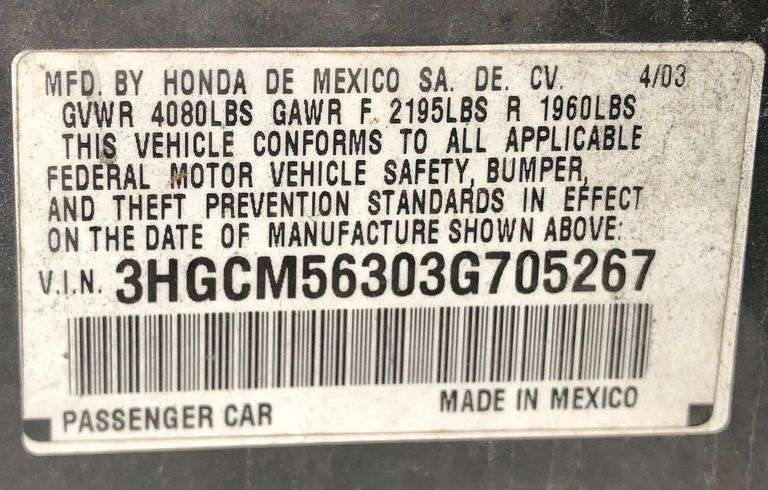 MFD. BY HONDA DE MEXICO SA. DE. CV. 4/03
GVWR 4080LBS GAWR F 2195LBS R 1960LBS
THIS VEHICLE CONFORMS TO ALL APPLICABLE
FEDERAL MOTOR VEHICLE SAFETY, BUMPER,
AND THEFT PREVENTION STANDARDS IN EFFECT
ON THE DATE OF MANUFACTURE SHOWN ABOVE:
V.I.N. 3HGCM56303G705267
PASSENGER CAR MADE IN MEXICO